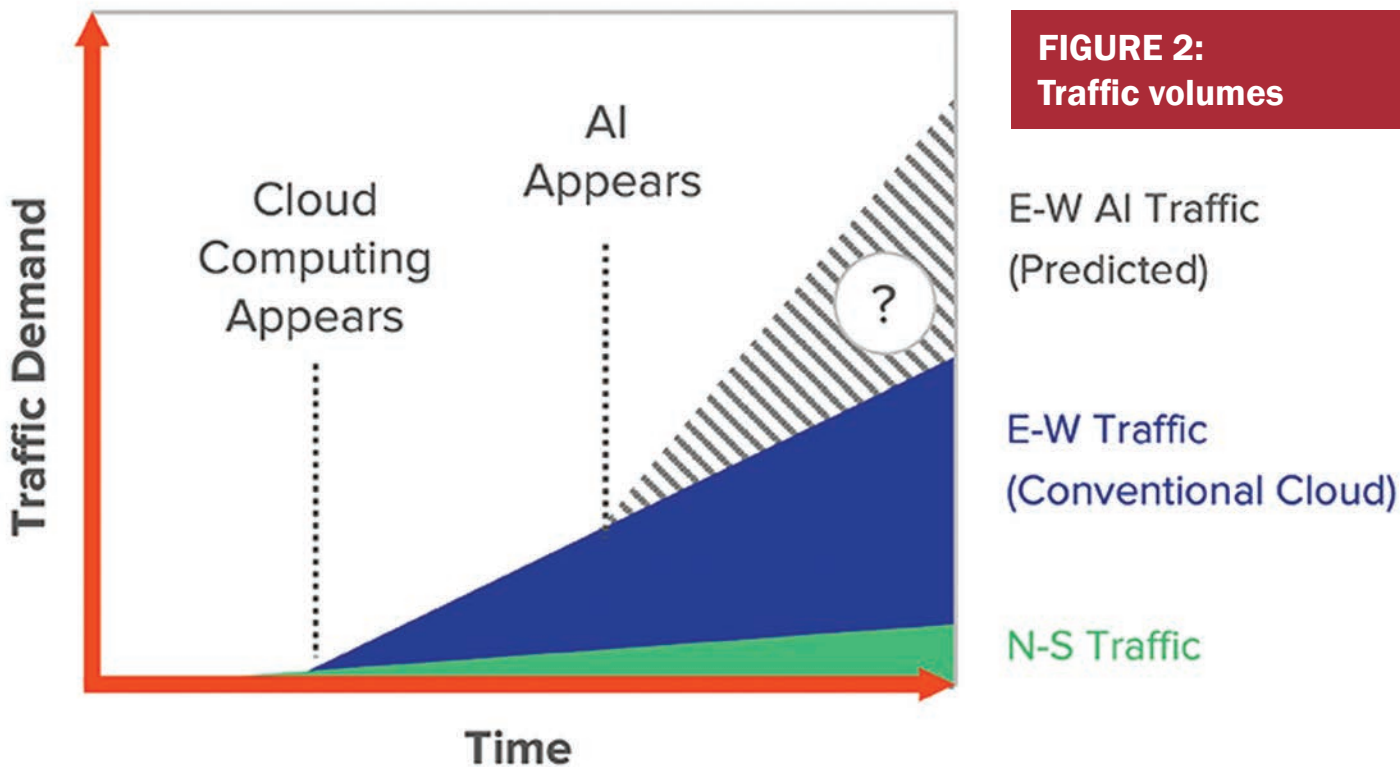 FIGURE 2:
Traffic volumes
Traffic Demand
Cloud
Computing
Appears
AI
Appears
?
E-W AI Traffic
(Predicted)
E-W Traffic
(Conventional Cloud)
N-S Traffic
Time